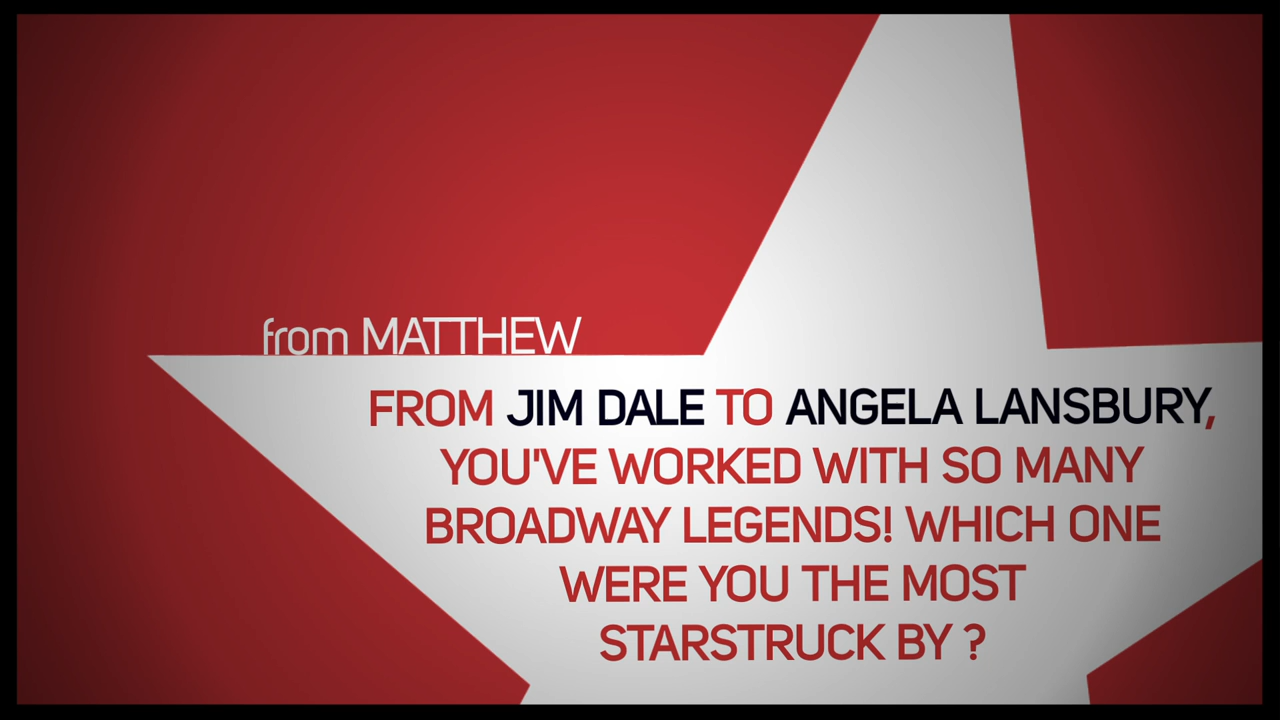 from MATTHEW
FROM JIM DALE TO ANGELA LANSBURY,
YOU'VE WORKED WITH SO MANY
BROADWAY LEGENDS! WHICH ONE
WERE YOU THE MOST
STARSTRUCK BY ?